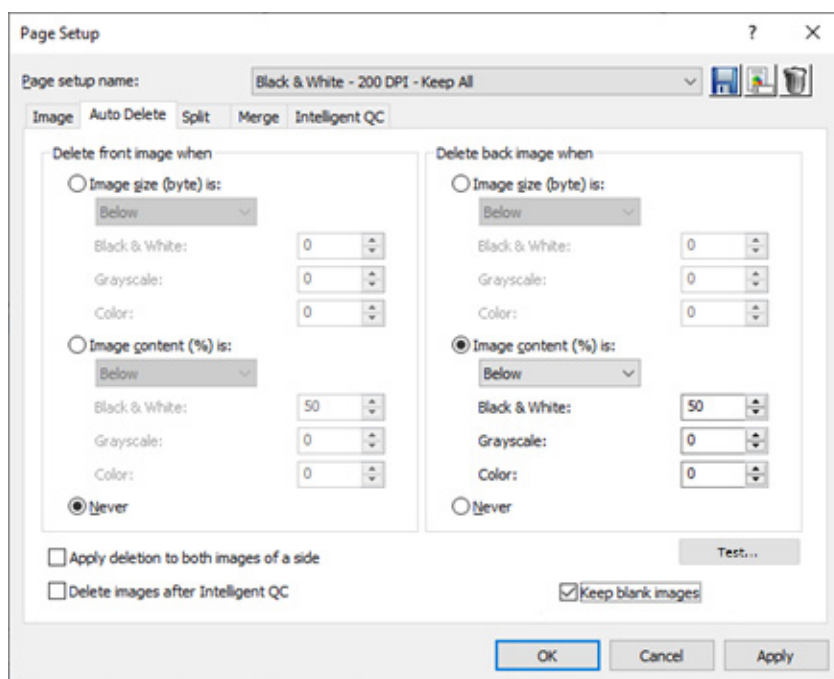 Page Setup
Page setup name: Black & White - 200 DPI - Keep All
Image Auto Delete Split Merge Intelligent QC
Delete front image when
Image size (byte) is:
Below
Black & White: 0
Grayscale: 0
Color: 0
Image content (%) is:
Below
Black & White: 50
Grayscale: 0
Color: 0
Never
Delete back image when
Image size (byte) is:
Below
Black & White: 0
Grayscale: 0
Color: 0
Image content (%) is:
Below
Black & White: 50
Grayscale: 0
Color: 0
Never
Apply deletion to both images of a side
Test...
Delete images after Intelligent QC
Keep blank images
OK Cancel Apply